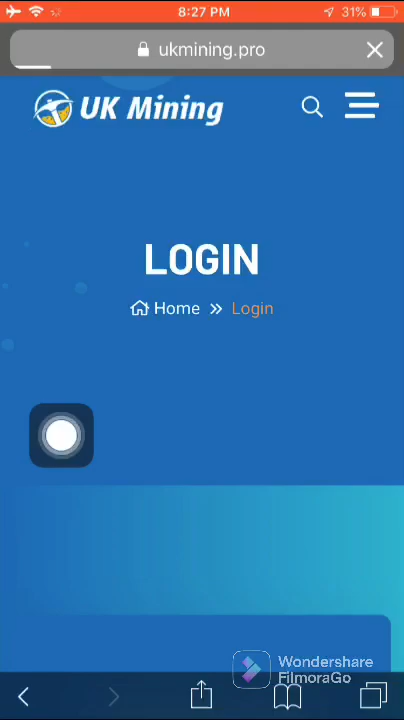 8:27 PM
31%
ukmining.pro
UK Mining
LOGIN
Home » Login
Wondershare
FilmoraGo